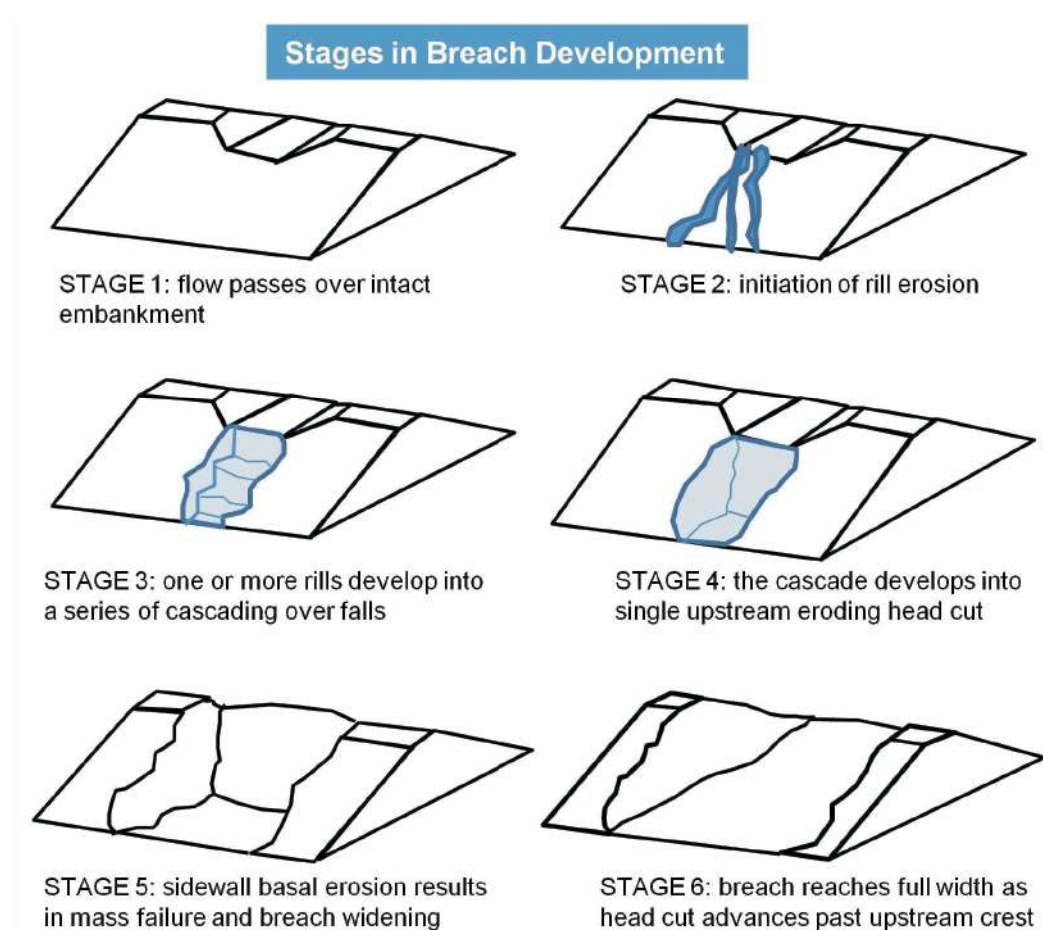 Stages in Breach Development
STAGE 1: flow passes over intact
embankment
STAGE 2: initiation of rill erosion
STAGE 3: one or more rills develop into
a series of cascading over falls
STAGE 4: the cascade develops into
single upstream eroding head cut
STAGE 5: sidewall basal erosion results
in mass failure and breach widening
STAGE 6: breach reaches full width as
head cut advances past upstream crest